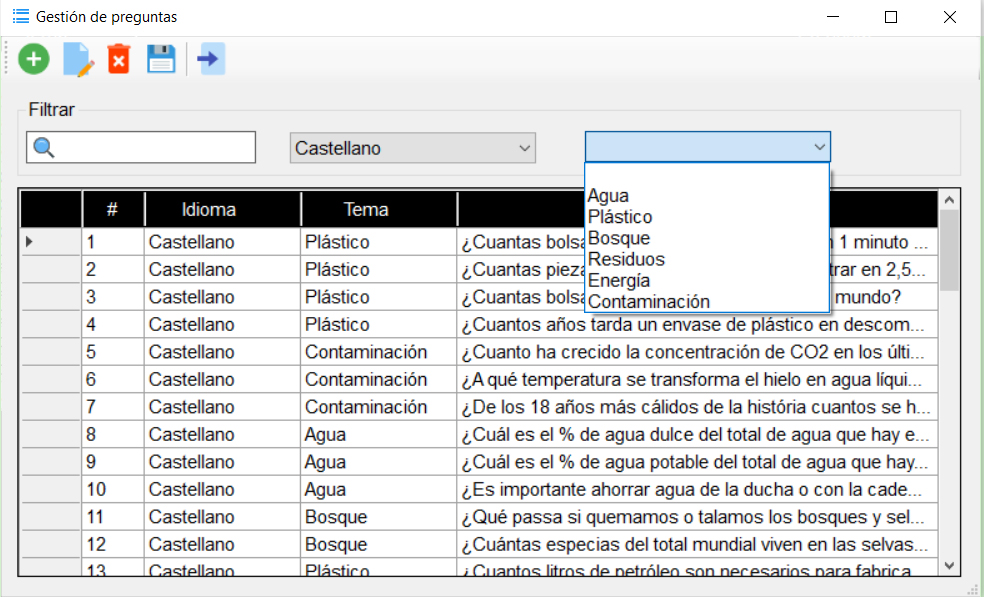 Gestión de preguntas
Filtrar
Castellano
Agua
Plástico
Bosque
Residuos
Energía
Contaminación
# Idioma Tema
1 Castellano Plástico ¿Cuantas bolsa 1 minuto ...
2 Castellano Plástico ¿Cuantas pieza trar en 2,5...
3 Castellano Plástico ¿Cuantas bolsa mundo?
4 Castellano Plástico ¿Cuantos años tarda un envase de plástico en descom...
5 Castellano Contaminación ¿Cuanto ha crecido la concentración de CO2 en los últi...
6 Castellano Contaminación ¿A qué temperatura se transforma el hielo en agua líqui...
7 Castellano Contaminación ¿De los 18 años más cálidos de la história cuantos se h...
8 Castellano Agua ¿Cuál es el % de agua dulce del total de agua que hay e...
9 Castellano Agua ¿Cuál es el % de agua potable del total de agua que hay...
10 Castellano Agua ¿Es importante ahorrar agua de la ducha o con la cade...
11 Castellano Bosque ¿Qué passa si quemamos o talamos los bosques y sel...
12 Castellano Bosque ¿Cuántas especias del total mundial viven en las selvas...
13 Castellano Plástico ¿Cuantos litros de petróleo son necesarios para fabrica...